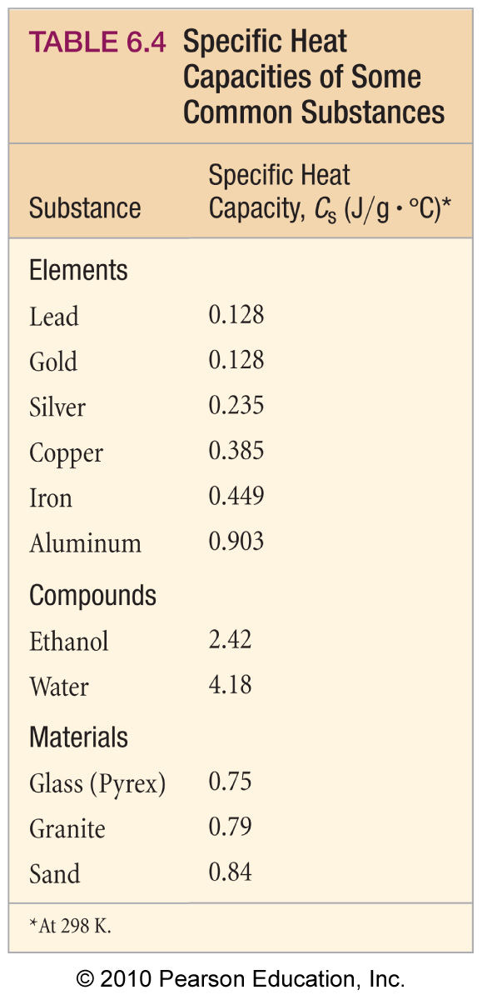 TABLE 6.4 Specific Heat
Capacities of Some
Common Substances
Specific Heat
Substance Capacity, Cs (J/g · °C)*
Elements
Lead 0.128
Gold 0.128
Silver 0.235
Copper 0.385
Iron 0.449
Aluminum 0.903
Compounds
Ethanol 2.42
Water 4.18
Materials
Glass (Pyrex) 0.75
Granite 0.79
Sand 0.84
*At 298 K.
© 2010 Pearson Education, Inc.